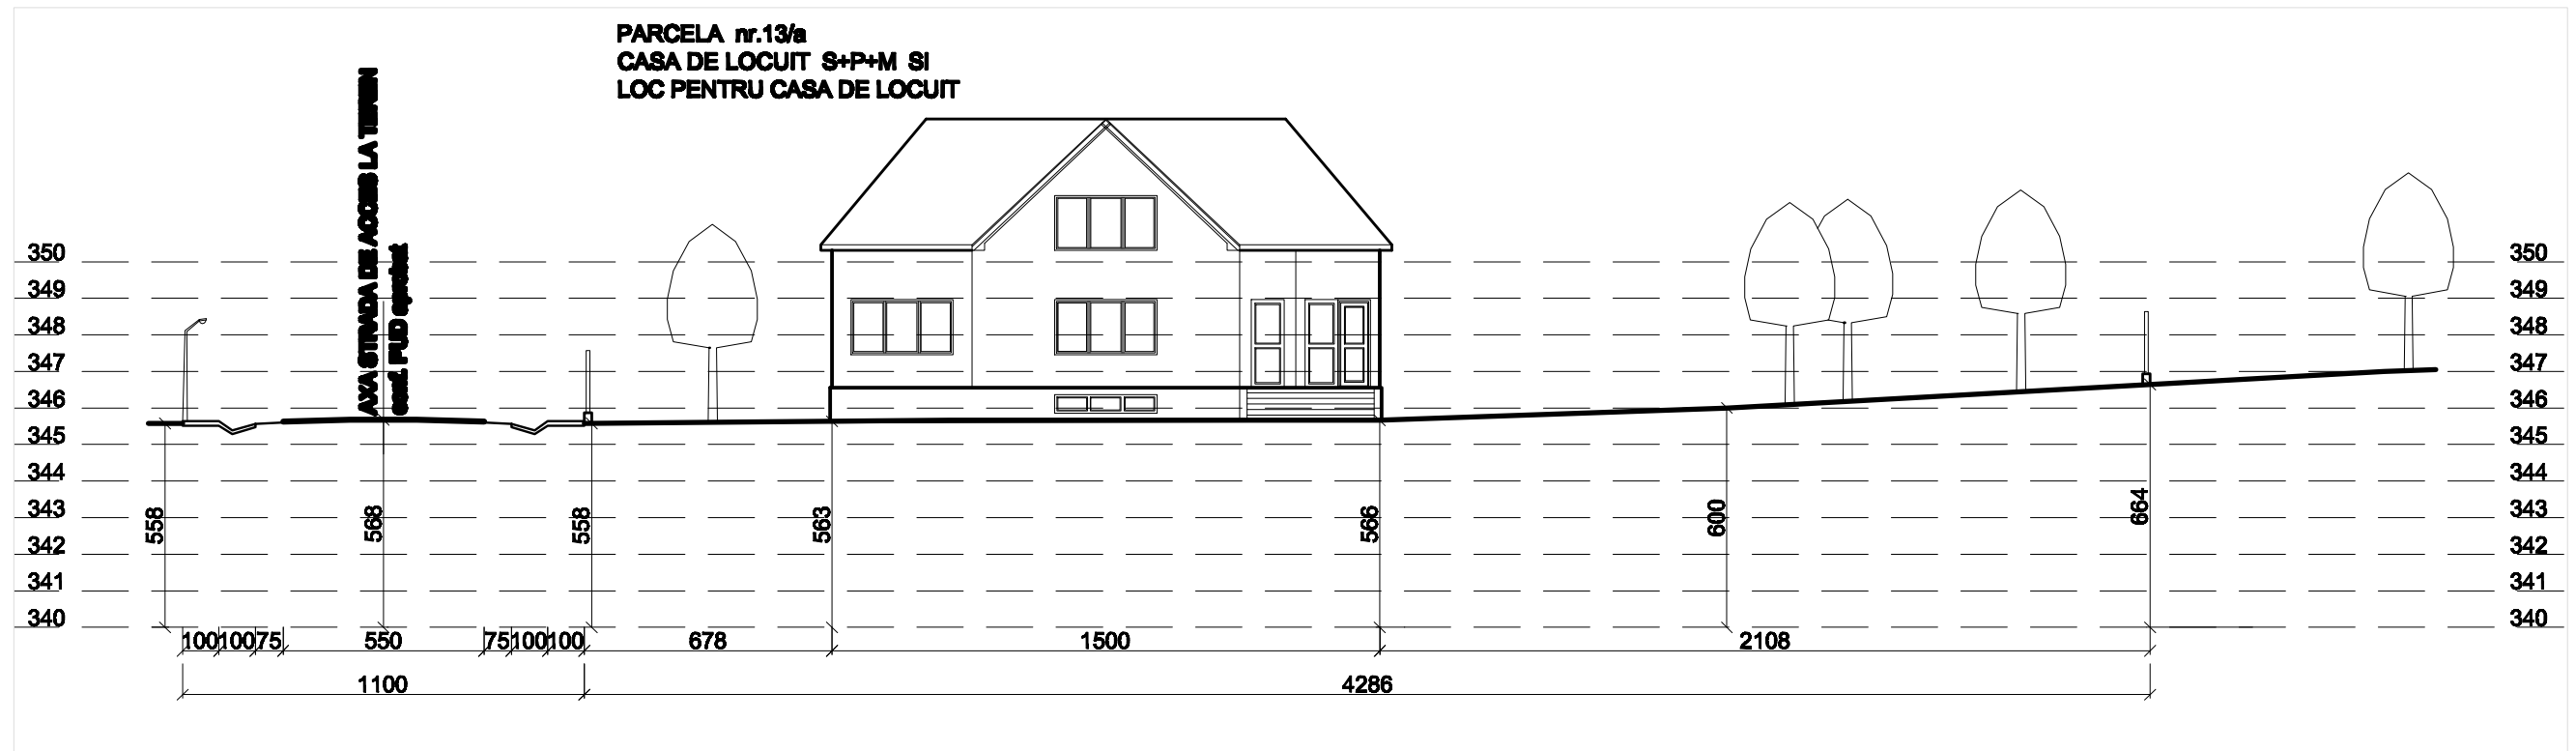 PARCELA nr.13/a
CASA DE LOCUIT S+P+M SI
LOC PENTRU CASA DE LOCUIT
AXA STRADA DE ACCES LA TEREN
conf. PUD aprobat
350 350
349 349
348 348
347 347
346 346
345 345
344 344
343 343
342 342
341 341
340 340
558 568 558 563 566 600 664
100 100 75 550 75 100 100 678 1500 2108
1100 4286